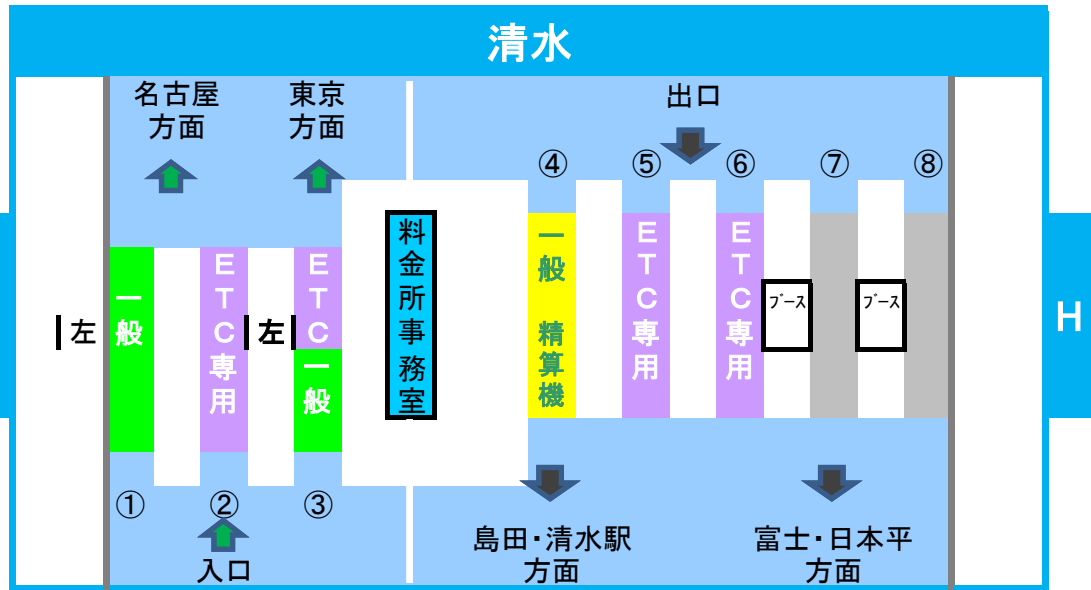 清水
名古屋
方面
東京
方面
出口
④
⑤
⑥
⑦
⑧
左
一般
ETC専用
左
ETC
一般
料金所事務室
一般 精算機
ETC専用
ETC専用
ブース
ブース
H
①
②
③
入口
島田・清水駅
方面
富士・日本平
方面